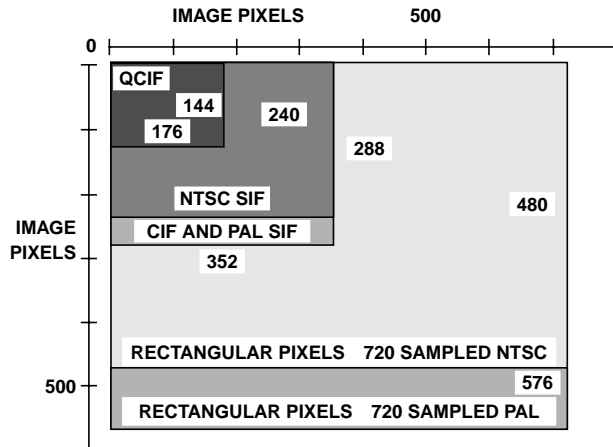 IMAGE PIXELS 500
0
QCIF
144
176
240
288
NTSC SIF
480
CIF AND PAL SIF
IMAGE
PIXELS
352
RECTANGULAR PIXELS 720 SAMPLED NTSC
500
576
RECTANGULAR PIXELS 720 SAMPLED PAL